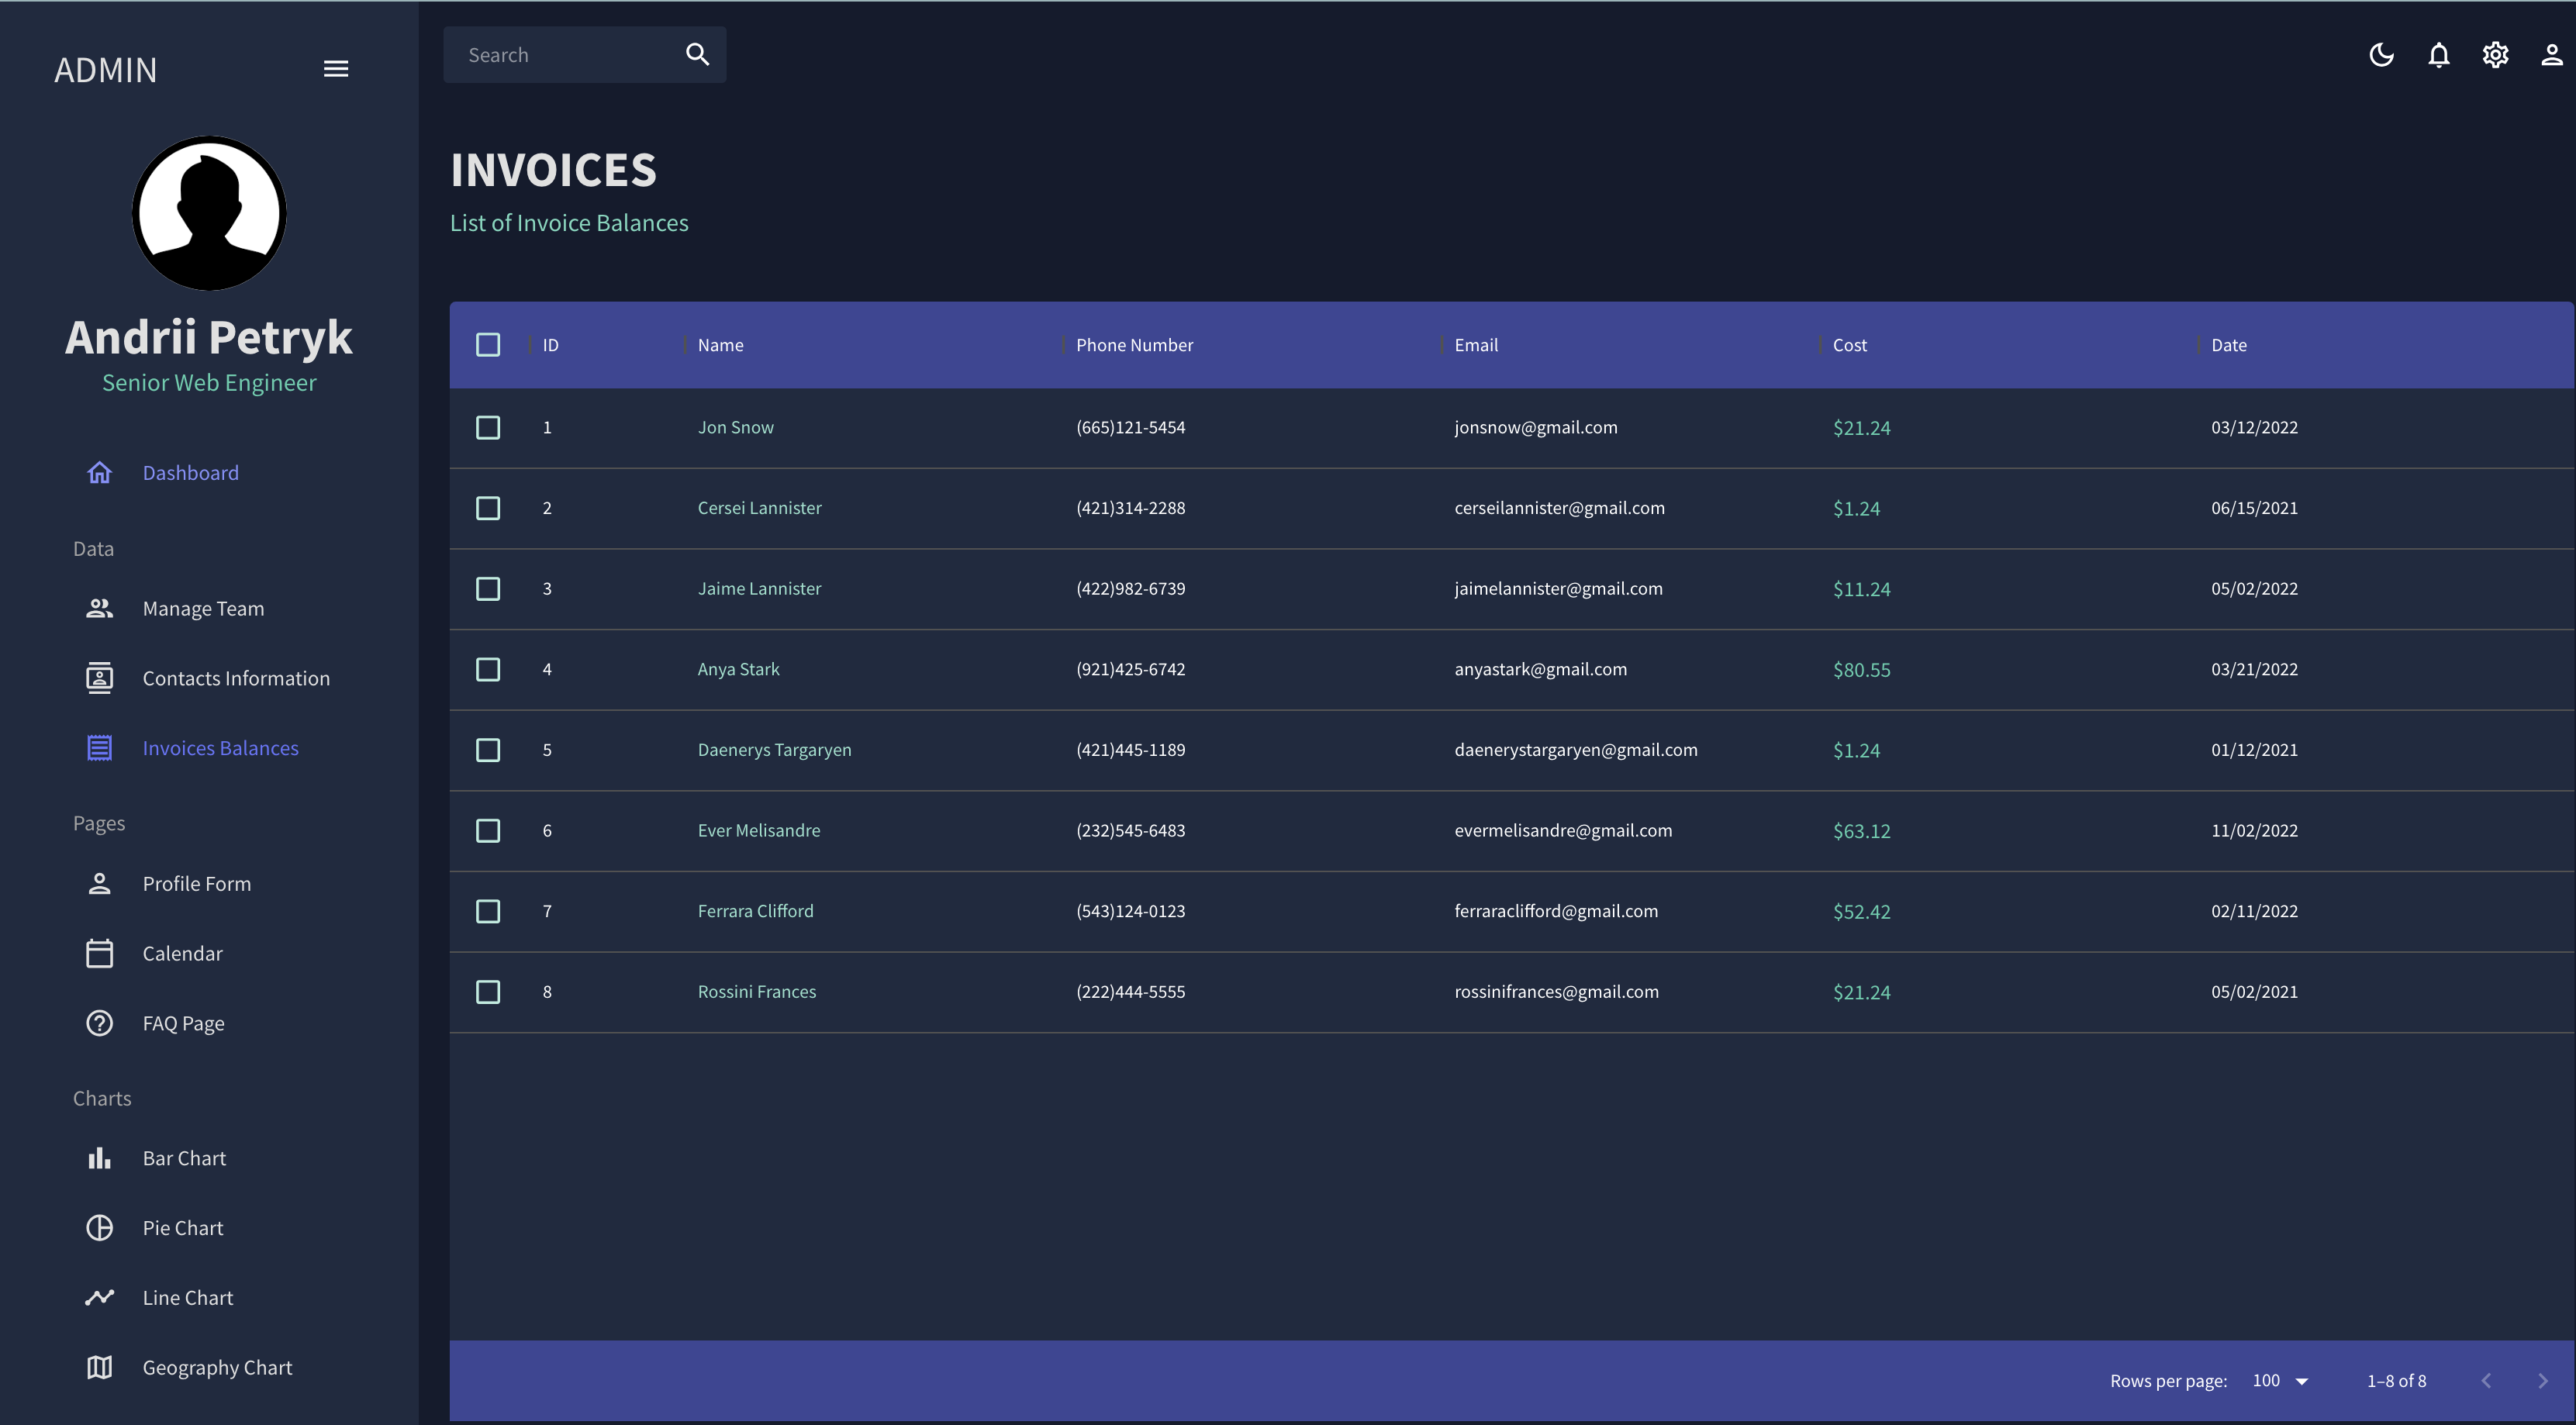 ADMIN
Andrii Petryk
Senior Web Engineer
Dashboard
Data
Manage Team
Contacts Information
Invoices Balances
Pages
Profile Form
Calendar
FAQ Page
Charts
Bar Chart
Pie Chart
Line Chart
Geography Chart
Search
INVOICES
List of Invoice Balances
ID Name Phone Number Email Cost Date
1 Jon Snow (665)121-5454 jonsnow@gmail.com $21.24 03/12/2022
2 Cersei Lannister (421)314-2288 cerseilannister@gmail.com $1.24 06/15/2021
3 Jaime Lannister (422)982-6739 jaimelannister@gmail.com $11.24 05/02/2022
4 Anya Stark (921)425-6742 anyastark@gmail.com $80.55 03/21/2022
5 Daenerys Targaryen (421)445-1189 daenerystargaryen@gmail.com $1.24 01/12/2021
6 Ever Melisandre (232)545-6483 evermelisandre@gmail.com $63.12 11/02/2022
7 Ferrara Clifford (543)124-0123 ferraraclifford@gmail.com $52.42 02/11/2022
8 Rossini Frances (222)444-5555 rossinifrances@gmail.com $21.24 05/02/2021
Rows per page: 100 1–8 of 8